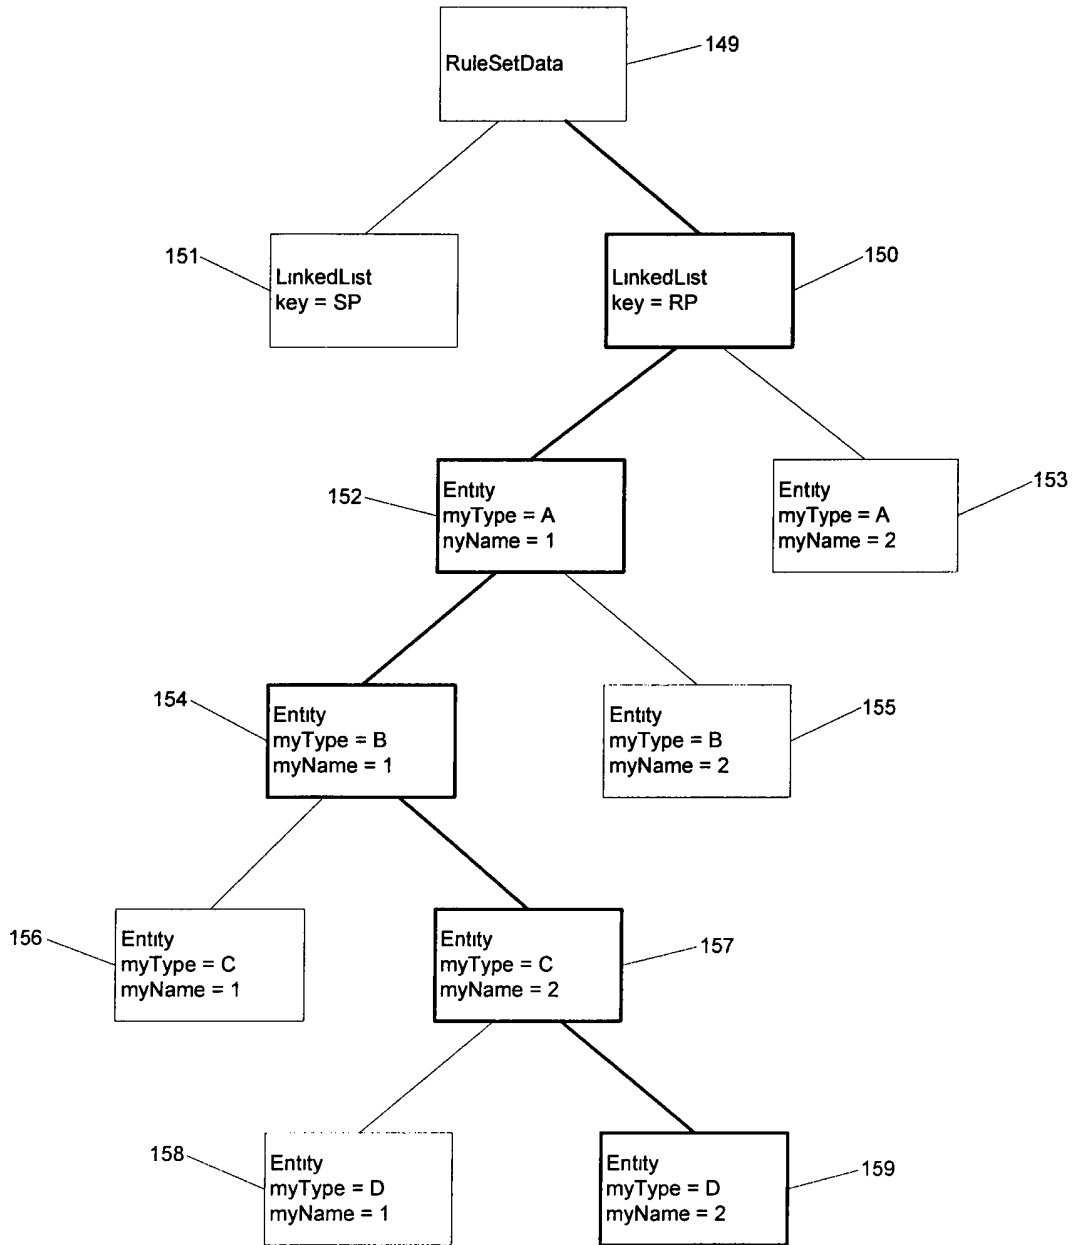 RuleSetData
149
151
LinkedList
key = SP
LinkedList
key = RP
150
152
Entity
myType = A
nyName = 1
Entity
myType = A
myName = 2
153
154
Entity
myType = B
myName = 1
Entity
myType = B
myName = 2
155
156
Entity
myType = C
myName = 1
Entity
myType = C
myName = 2
157
158
Entity
myType = D
myName = 1
Entity
myType = D
myName = 2
159